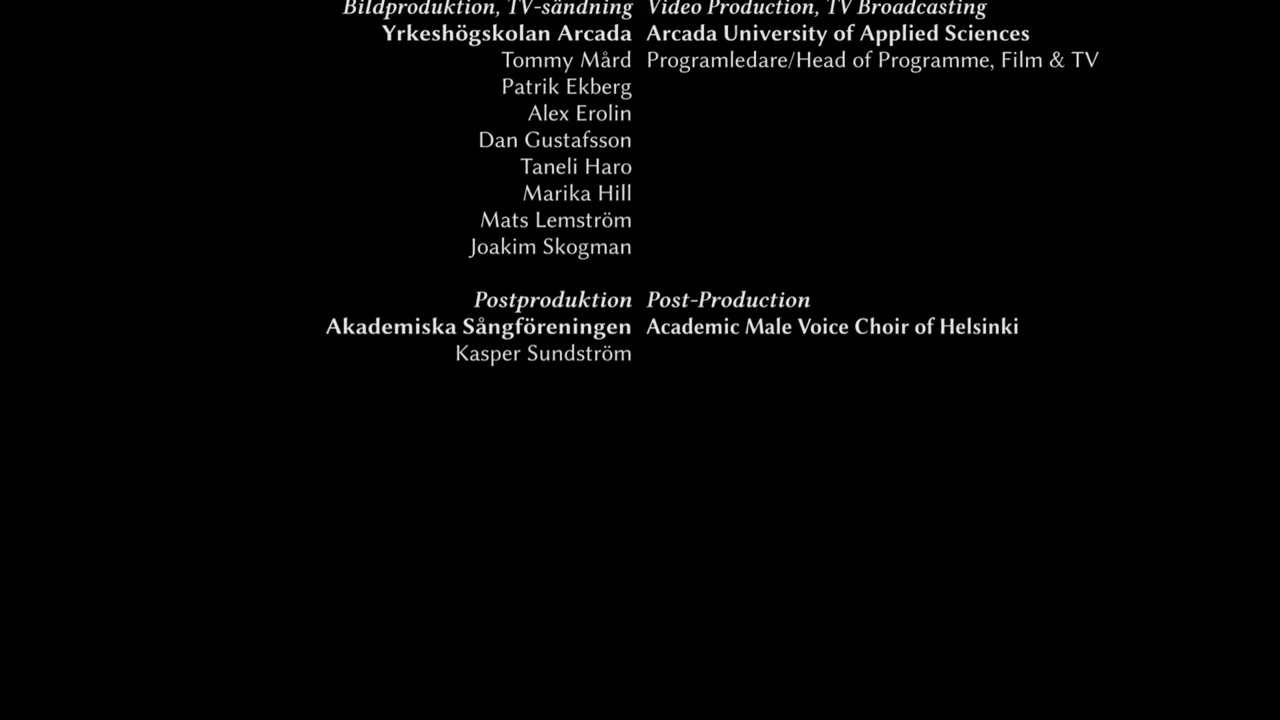 Bildproduktion, TV-sändning Video Production, TV Broadcasting
Yrkeshögskolan Arcada Arcada University of Applied Sciences
Tommy Mård Programledare/Head of Programme, Film & TV
Patrik Ekberg
Alex Erolin
Dan Gustafsson
Taneli Haro
Marika Hill
Mats Lemström
Joakim Skogman
Postproduktion Post-Production
Akademiska Sångföreningen Academic Male Voice Choir of Helsinki
Kasper Sundström